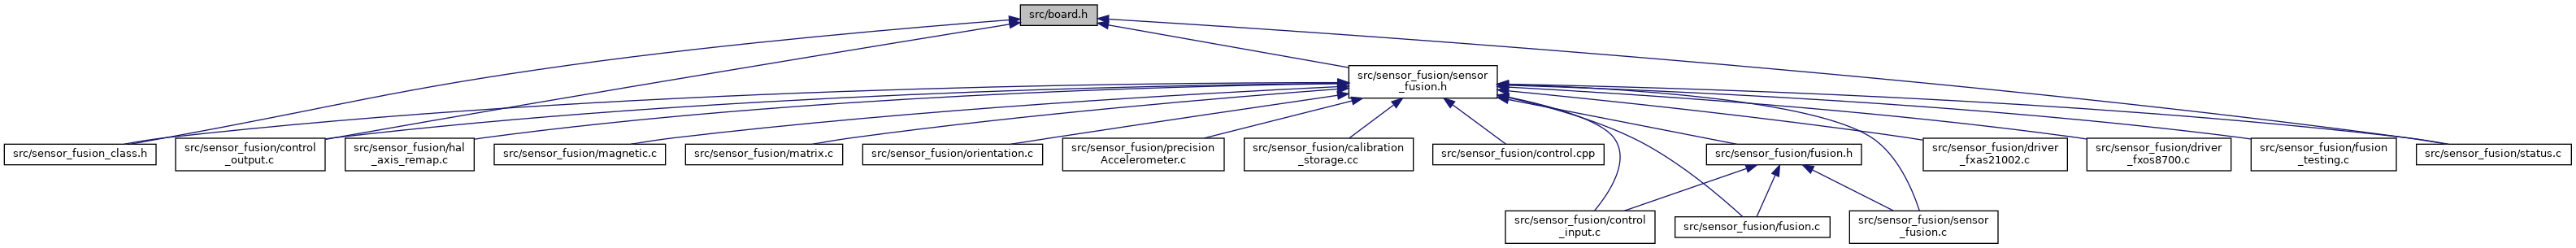 src/board.h
src/sensor_fusion/sensor
_fusion.h
src/sensor_fusion_class.h
src/sensor_fusion/control
_output.c
src/sensor_fusion/hal
_axis_remap.c
src/sensor_fusion/magnetic.c
src/sensor_fusion/matrix.c
src/sensor_fusion/orientation.c
src/sensor_fusion/precision
Accelerometer.c
src/sensor_fusion/calibration
_storage.cc
src/sensor_fusion/control.cpp
src/sensor_fusion/fusion.h
src/sensor_fusion/driver
_fxas21002.c
src/sensor_fusion/driver
_fxos8700.c
src/sensor_fusion/fusion
_testing.c
src/sensor_fusion/status.c
src/sensor_fusion/control
_input.c
src/sensor_fusion/fusion.c
src/sensor_fusion/sensor
_fusion.c